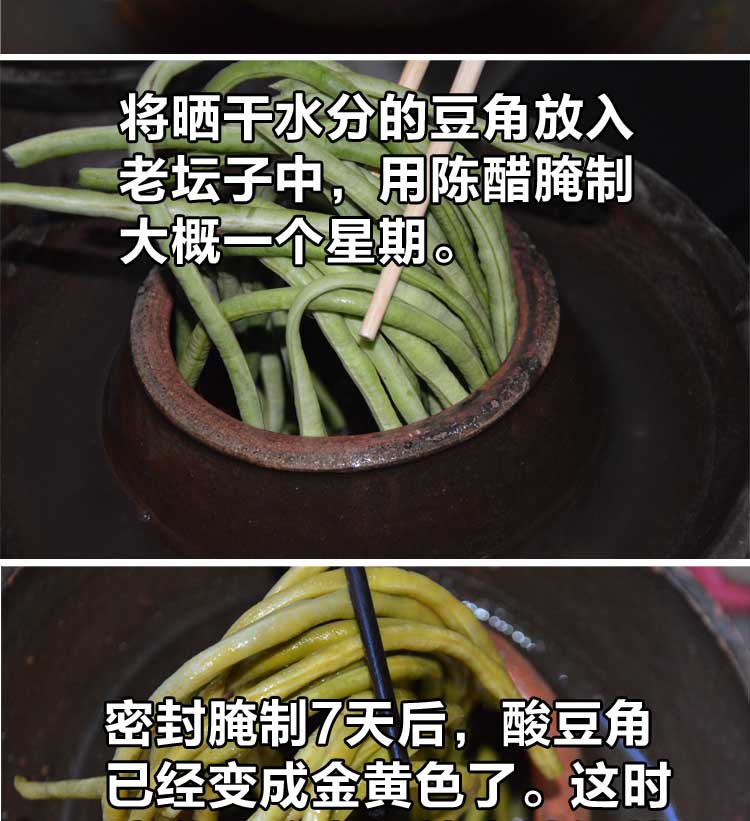 将晒干水分的豆角放入
老坛子中，用陈醋腌制
大概一个星期。
密封腌制7天后，酸豆角
已经变成金黄色了。这时